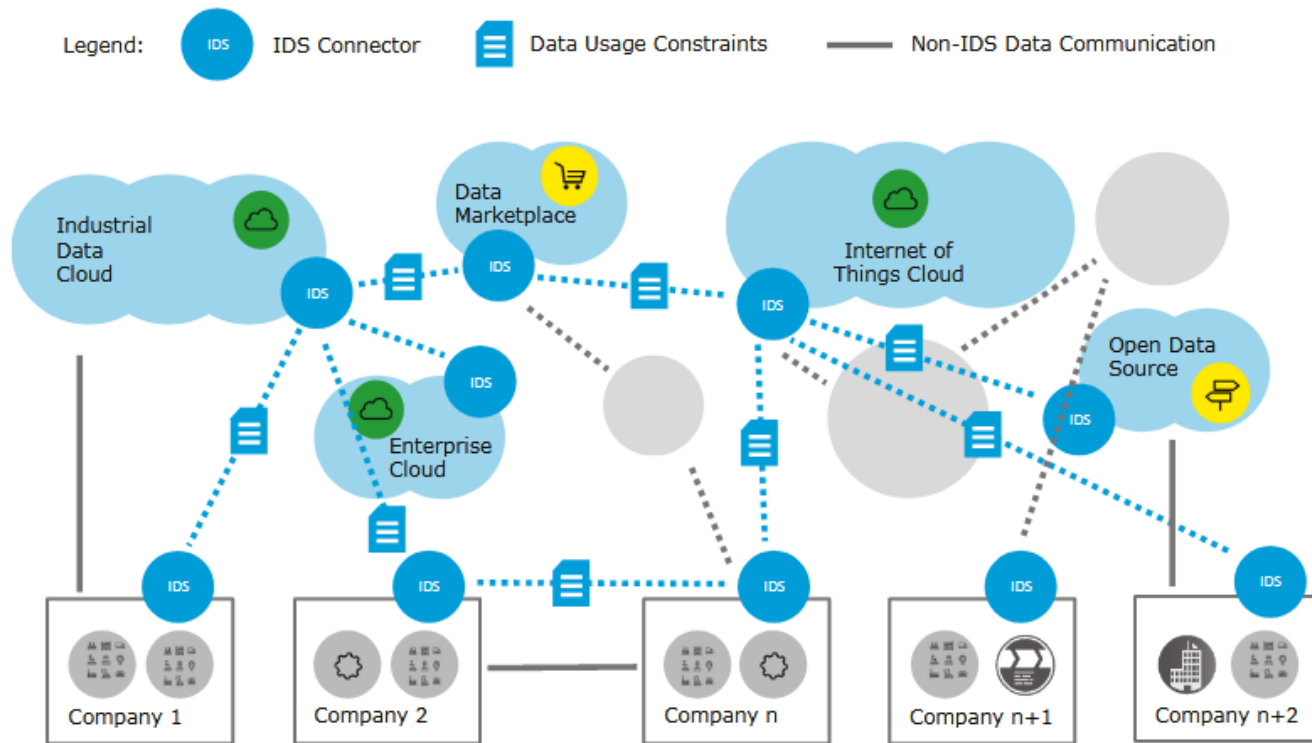 Legend:
IDS
IDS Connector
Data Usage Constraints
Non-IDS Data Communication
Industrial
Data
Cloud
IDS
Data
Marketplace
IDS
Internet of
Things Cloud
IDS
Open Data
Source
IDS
IDS
Enterprise
Cloud
IDS
IDS
IDS
IDS
IDS
Company 1
Company 2
Company n
Company n+1
Company n+2